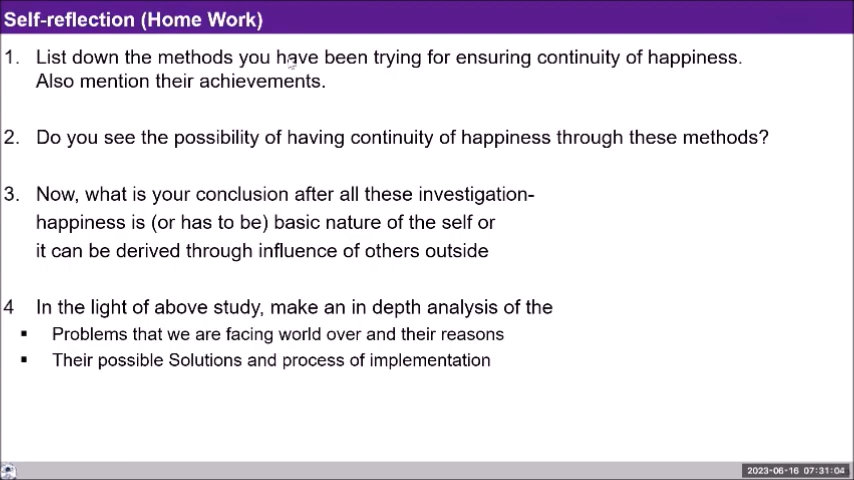 Self-reflection (Home Work)
1. List down the methods you have been trying for ensuring continuity of happiness.
Also mention their achievements.
2. Do you see the possibility of having continuity of happiness through these methods?
3. Now, what is your conclusion after all these investigation-
happiness is (or has to be) basic nature of the self or
it can be derived through influence of others outside
4 In the light of above study, make an in depth analysis of the
▪ Problems that we are facing world over and their reasons
▪ Their possible Solutions and process of implementation
2023-06-16 07:31:04